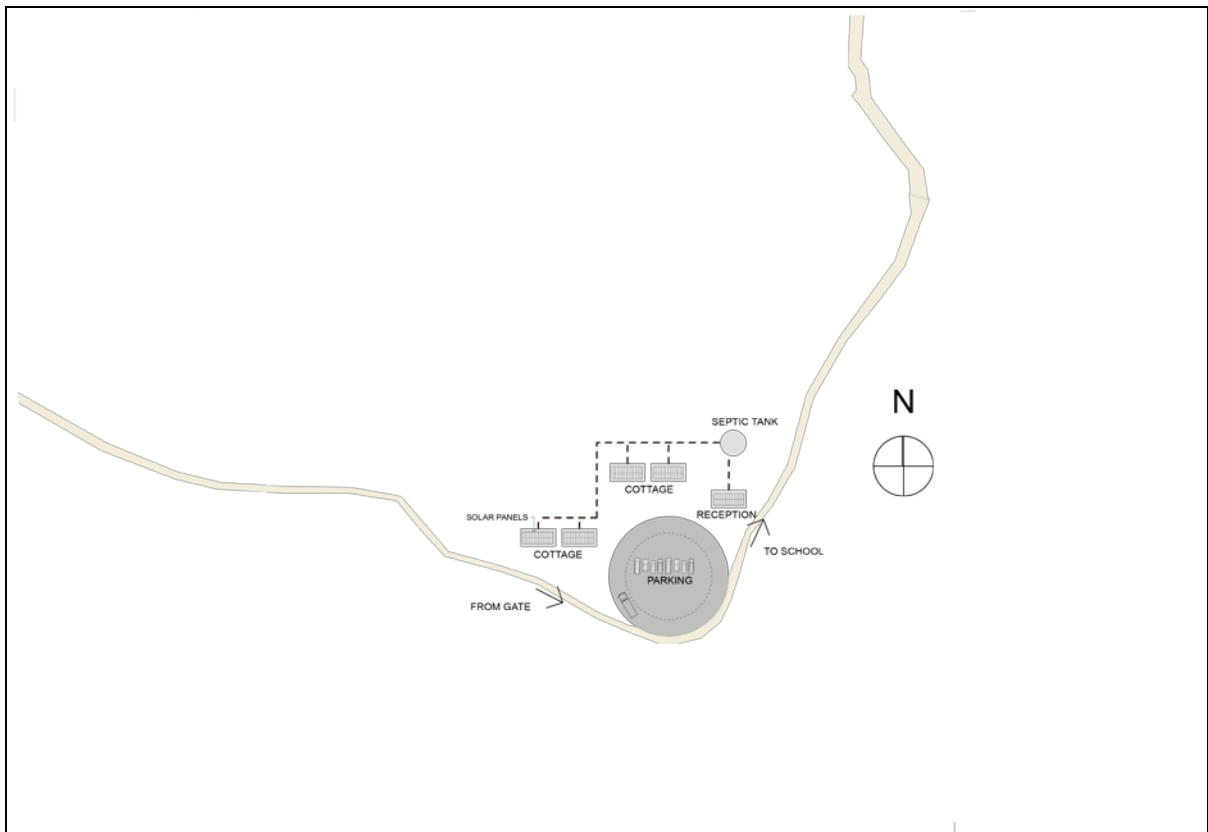 N
SEPTIC TANK
COTTAGE
RECEPTION
SOLAR PANELS
COTTAGE
TO SCHOOL
PARKING
FROM GATE